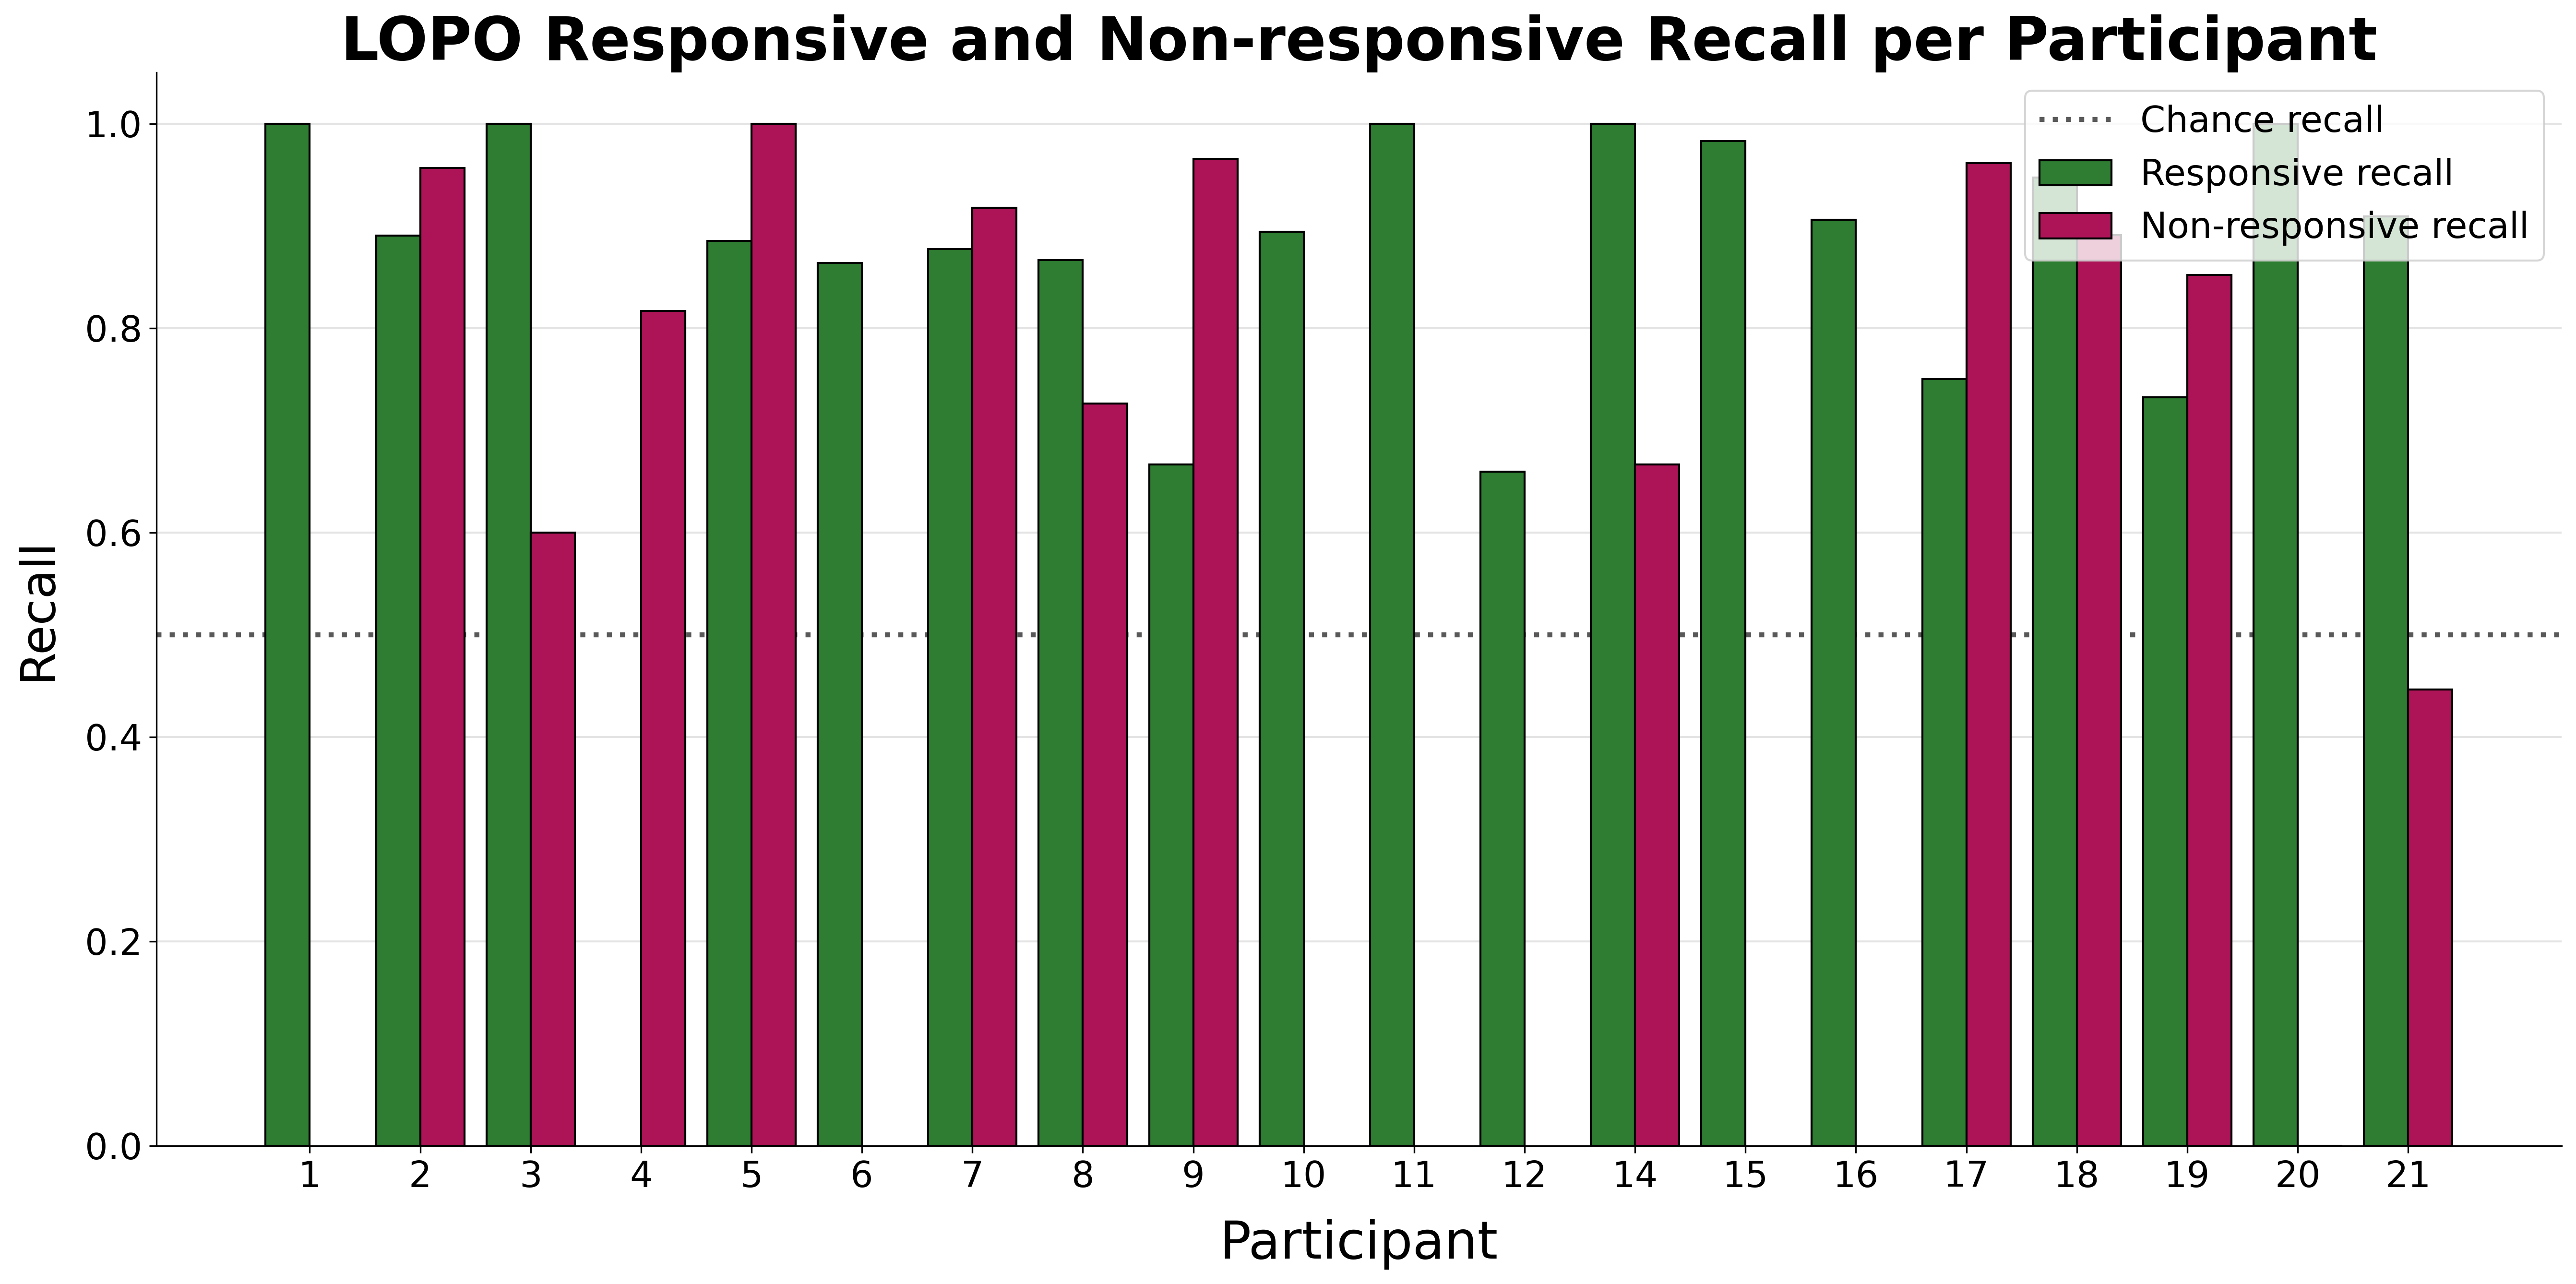 LOPO Responsive and Non-responsive Recall per Participant
Chance recall
Responsive recall
Non-responsive recall
1.0
0.8
0.6
0.4
0.2
0.0
Recall
1 2 3 4 5 6 7 8 9 10 11 12 14 15 16 17 18 19 20 21
Participant